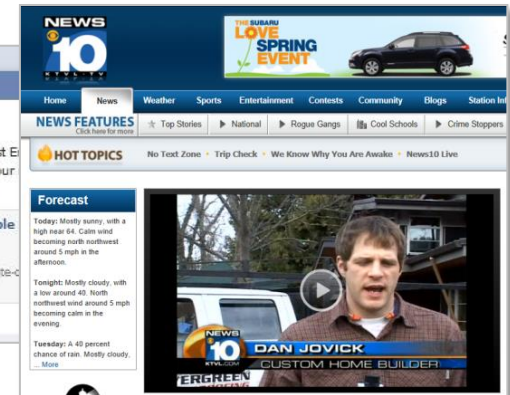 NEWS
10
KTVL-TV
THE SUBARU
LOVE
SPRING
EVENT
Home News Weather Sports Entertainment Contests Community Blogs Station In
NEWS FEATURES
Click here for more
Top Stories National Rogue Gangs Cool Schools Crime Stoppers
HOT TOPICS No Text Zone • Trip Check • We Know Why You Are Awake • News10 Live
Forecast
Today: Mostly sunny, with a
high near 64. Calm wind
becoming north northwest
around 5 mph in the
afternoon.
Tonight: Mostly cloudy, with
a low around 40. North
northwest wind around 5 mph
becoming calm in the
evening.
Tuesday: A 40 percent
chance of rain. Mostly cloudy,
... More
NEWS
10
KTVL.COM
DAN JOVICK
CUSTOM HOME BUILDER
ERGREEN